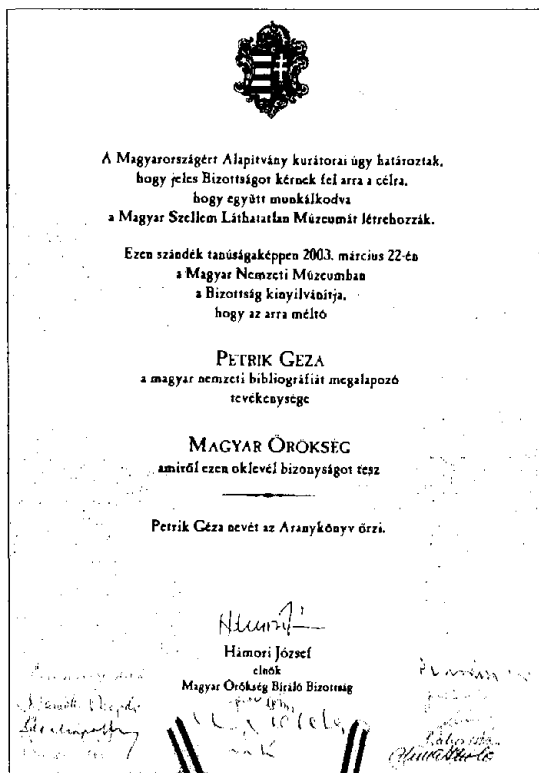 A Magyarországért Alapítvány kurátorai úgy határoztak,
hogy jeles Bizottságot kérnek fel arra a célra,
hogy együtt munkálkodva
a Magyar Szellem Láthatatlan Múzeumát létrehozzák.
Ezen szándék tanúságaképpen 2003. március 22-én
a Magyar Nemzeti Múzeumban
a Bizottság kinyilvánítja,
hogy az arra méltó
PETRIK GÉZA
a magyar nemzeti bibliográfiát megalapozó
tevékenysége
MAGYAR ÖRÖKSÉG
amiről ezen oklevél bizonyságot tesz
Petrik Géza nevét az Aranykönyv őrzi.
Hámori József
elnök
Magyar Örökség Bíráló Bizottság